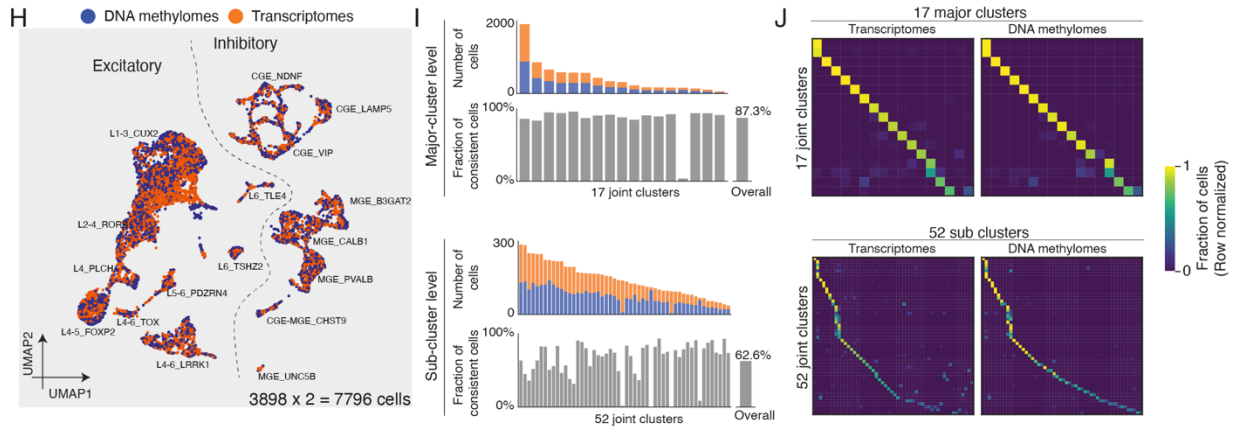 H
DNA methylomes
Transcriptomes
Inhibitory
Excitatory
CGE_NDNF
CGE_LAMP5
L1-3_CUX2
CGE_VIP
L6_TLE4
MGE_B3GAT2
L2-4_RORB
MGE_CALB1
L4_PLCH1
L6_TSHZ2
MGE_PVALB
L5-6_PDZRN4
L4-6_TOX
CGE-MGE_CHST9
L4-5_FOXP2
L4-6_LRRK1
MGE_UNC5B
UMAP2
UMAP1
3898 x 2 = 7796 cells
I
Major-cluster level
Number of
cells
2000
0
Fraction of
consistent cells
100%
0%
87.3%
17 joint clusters
Overall
Sub-cluster level
Number of
cells
300
0
Fraction of
consistent cells
100%
0%
62.6%
52 joint clusters
Overall
J
17 major clusters
Transcriptomes
DNA methylomes
17 joint clusters
52 sub clusters
Transcriptomes
DNA methylomes
52 joint clusters
1
0
Fraction of cells
(Row normalized)